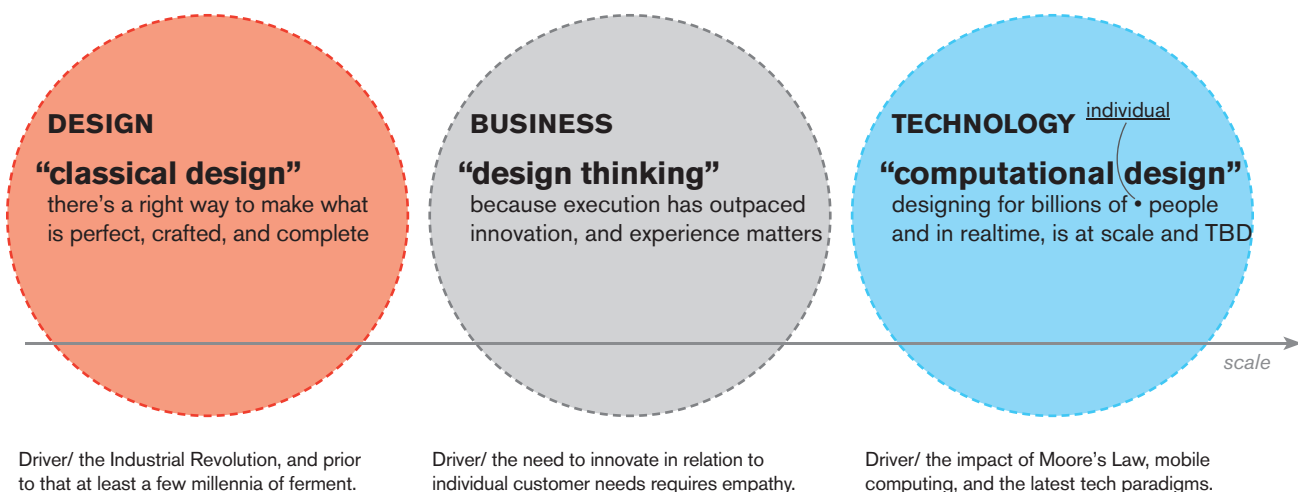 DESIGN
“classical design”
there’s a right way to make what
is perfect, crafted, and complete
BUSINESS
“design thinking”
because execution has outpaced
innovation, and experience matters
TECHNOLOGY
individual
“computational design”
designing for billions of • people
and in realtime, is at scale and TBD
scale
Driver/ the Industrial Revolution, and prior
to that at least a few millennia of ferment.
Driver/ the need to innovate in relation to
individual customer needs requires empathy.
Driver/ the impact of Moore’s Law, mobile
computing, and the latest tech paradigms.